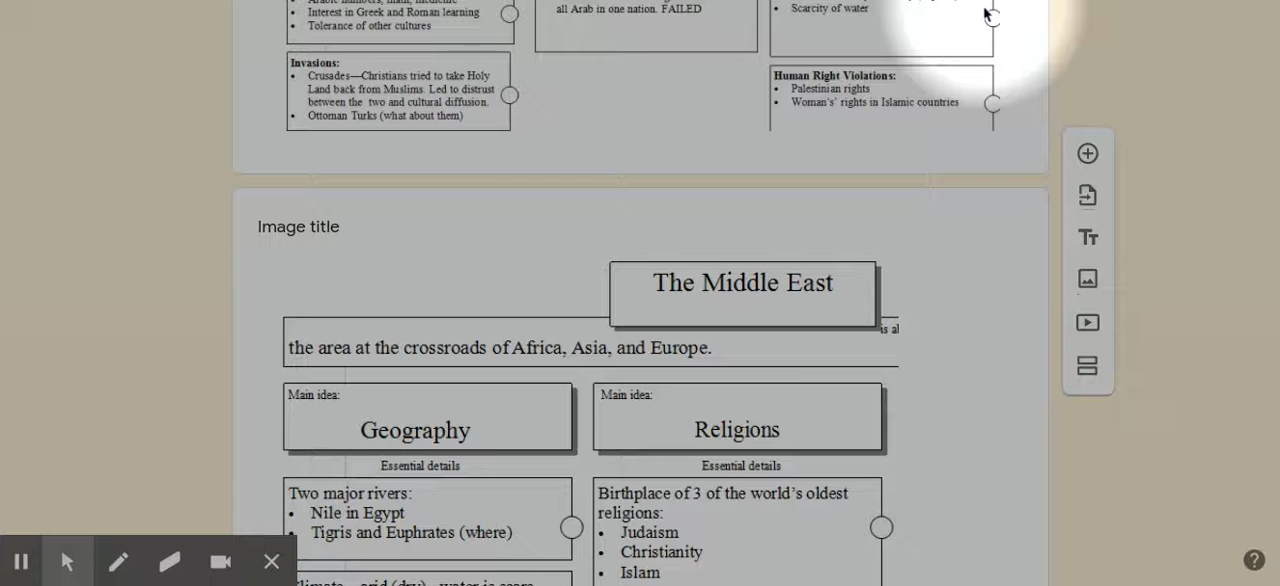 Interest in Greek and Roman learning
Tolerance of other cultures
all Arab in one nation. FAILED
Scarcity of water
Invasions:
Crusades—Christians tried to take Holy
Land back from Muslims. Led to distrust
between the two and cultural diffusion.
Ottoman Turks (what about them)
Human Right Violations:
Palestinian rights
Woman's' rights in Islamic countries
Image title
The Middle East
the area at the crossroads of Africa, Asia, and Europe.
Main idea:
Geography
Main idea:
Religions
Essential details
Essential details
Two major rivers:
Nile in Egypt
Tigris and Euphrates (where)
Birthplace of 3 of the world's oldest
religions:
Judaism
Christianity
Islam